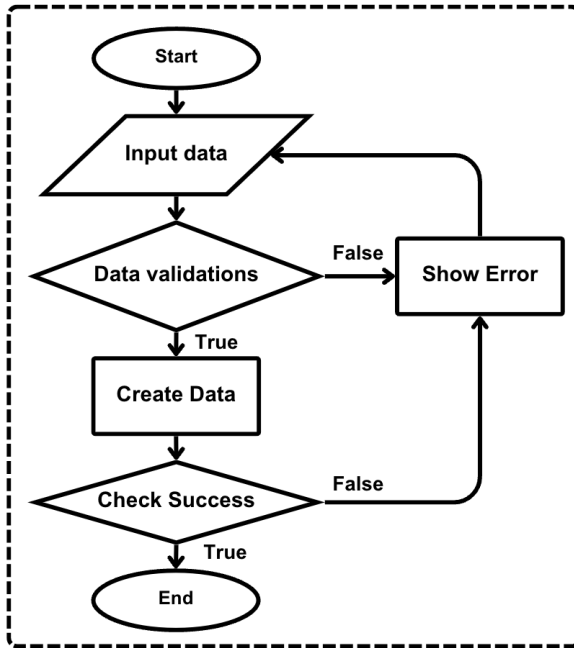 Start
Input data
Data validations
False
Show Error
True
Create Data
Check Success
False
True
End